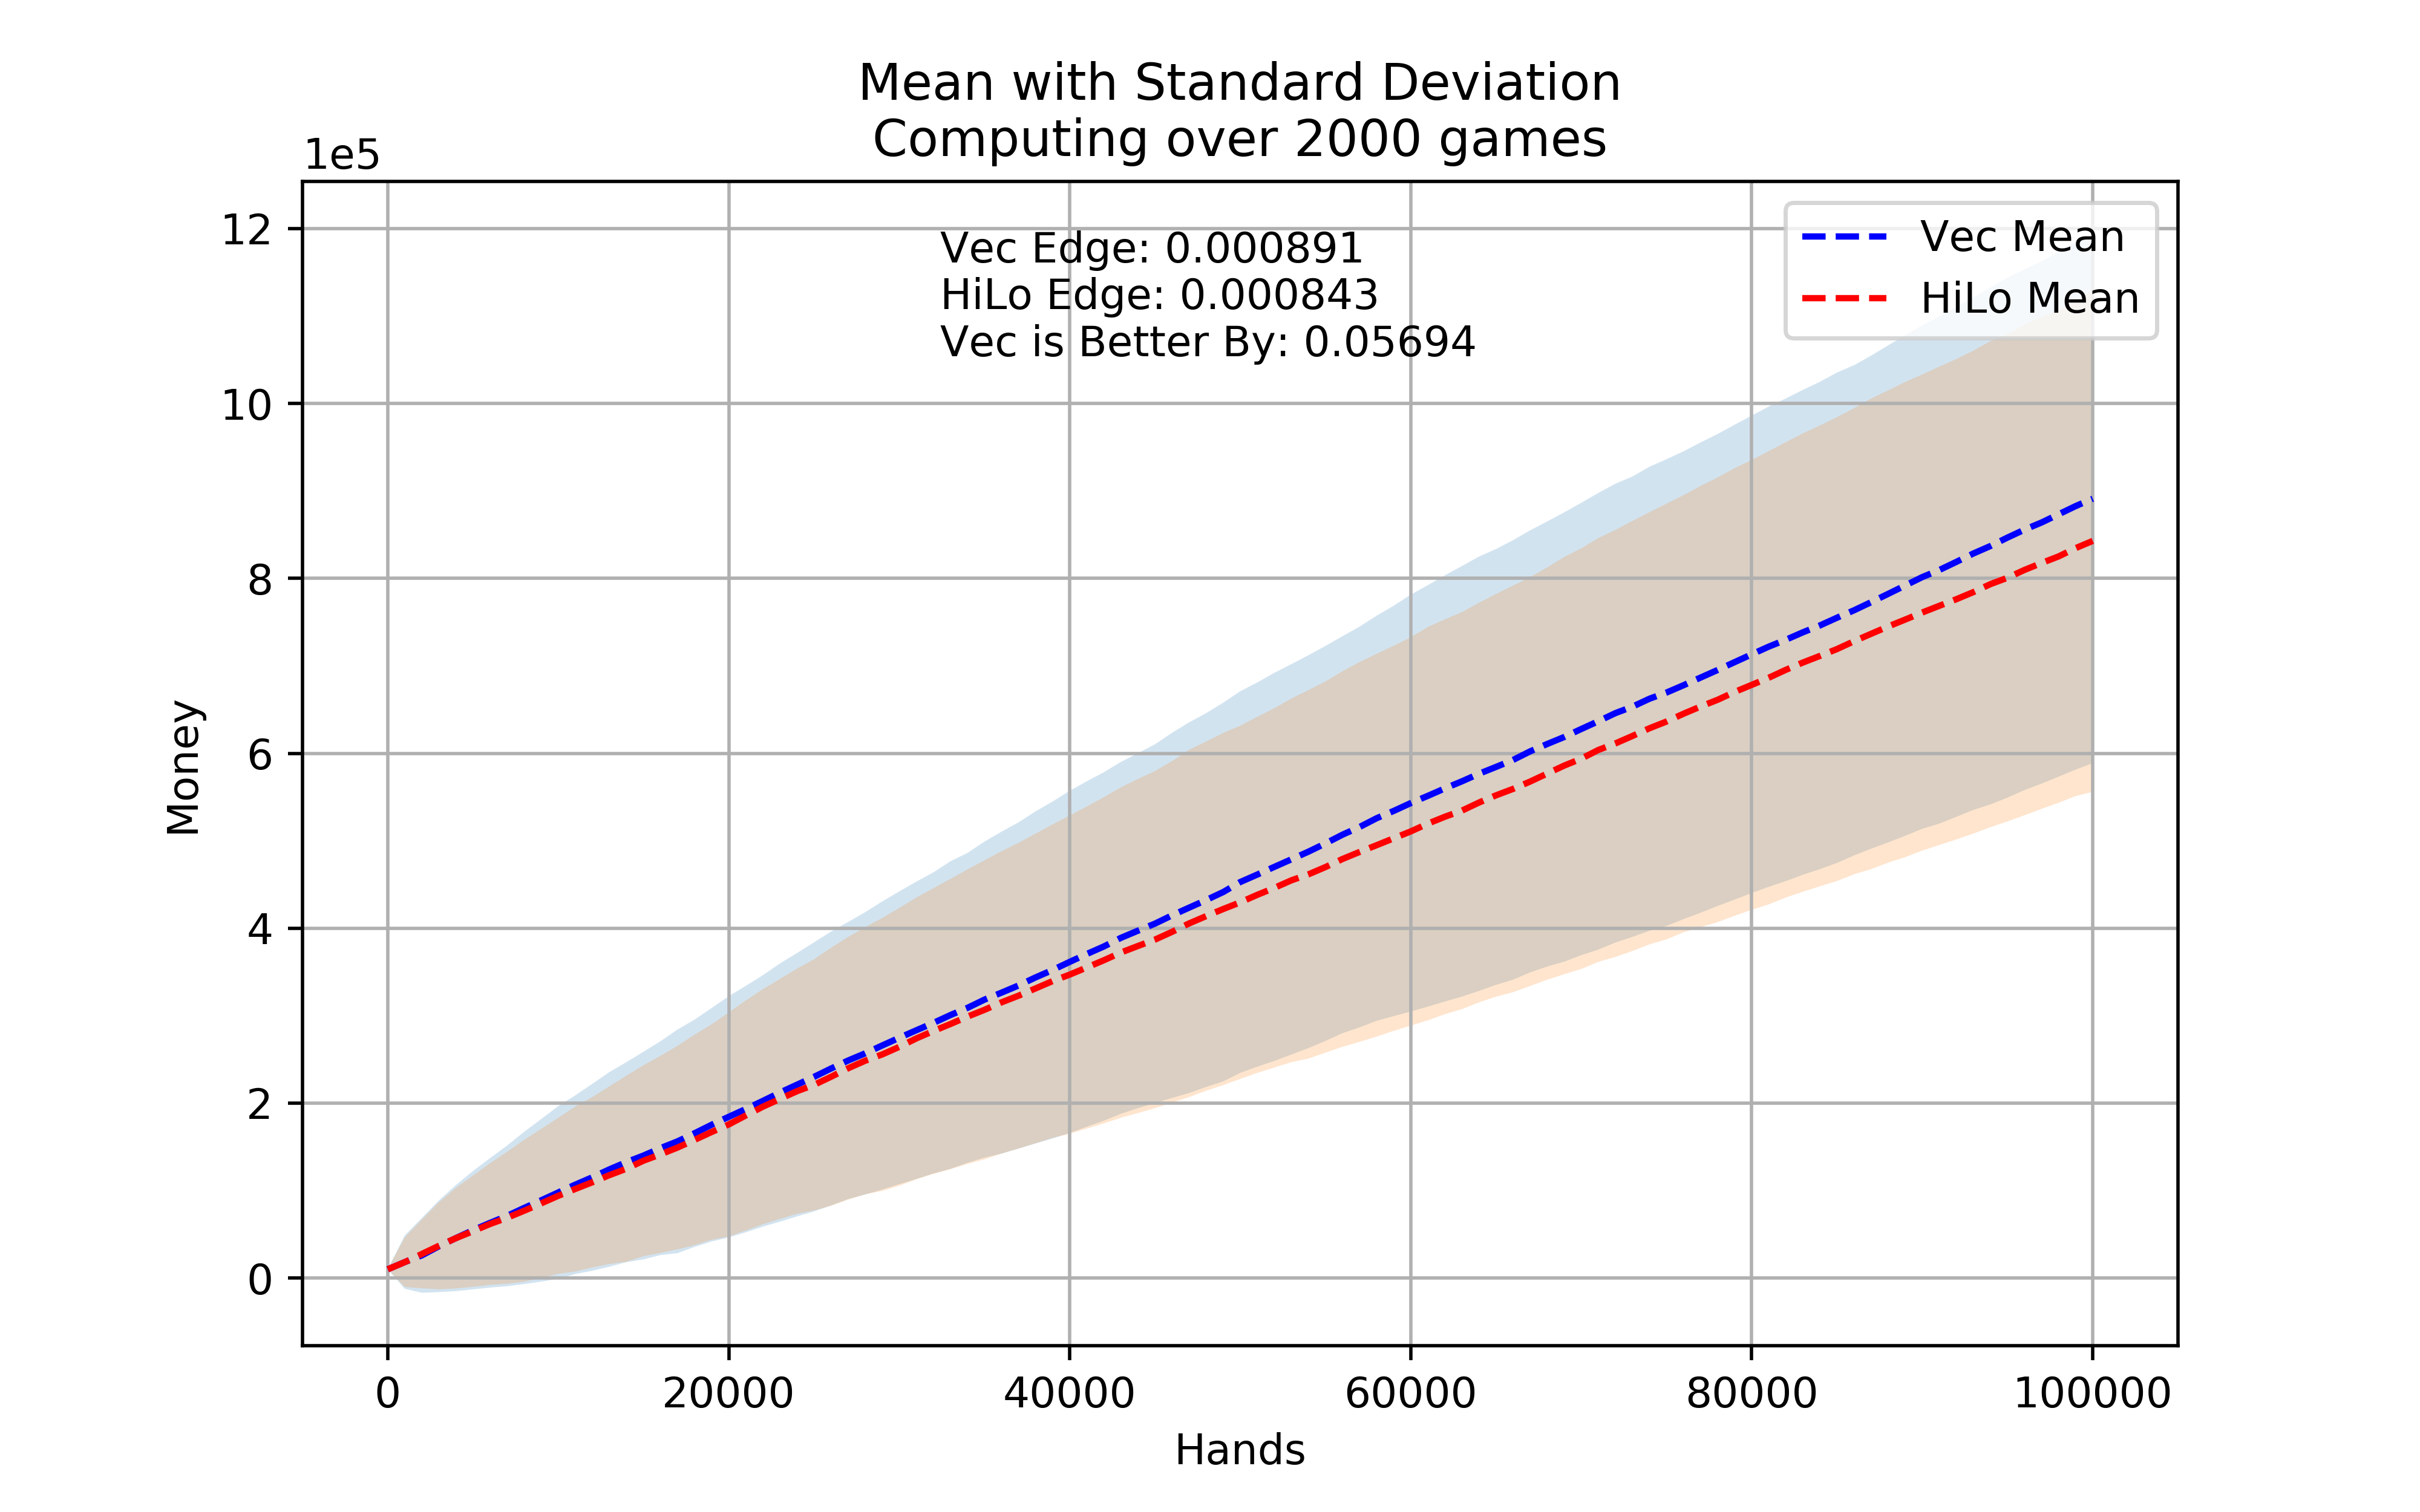 Mean with Standard Deviation
Computing over 2000 games
1e5
12
10
8
6
4
2
0
Money
Vec Edge: 0.000891
HiLo Edge: 0.000843
Vec is Better By: 0.05694
Vec Mean
HiLo Mean
0 20000 40000 60000 80000 100000
Hands